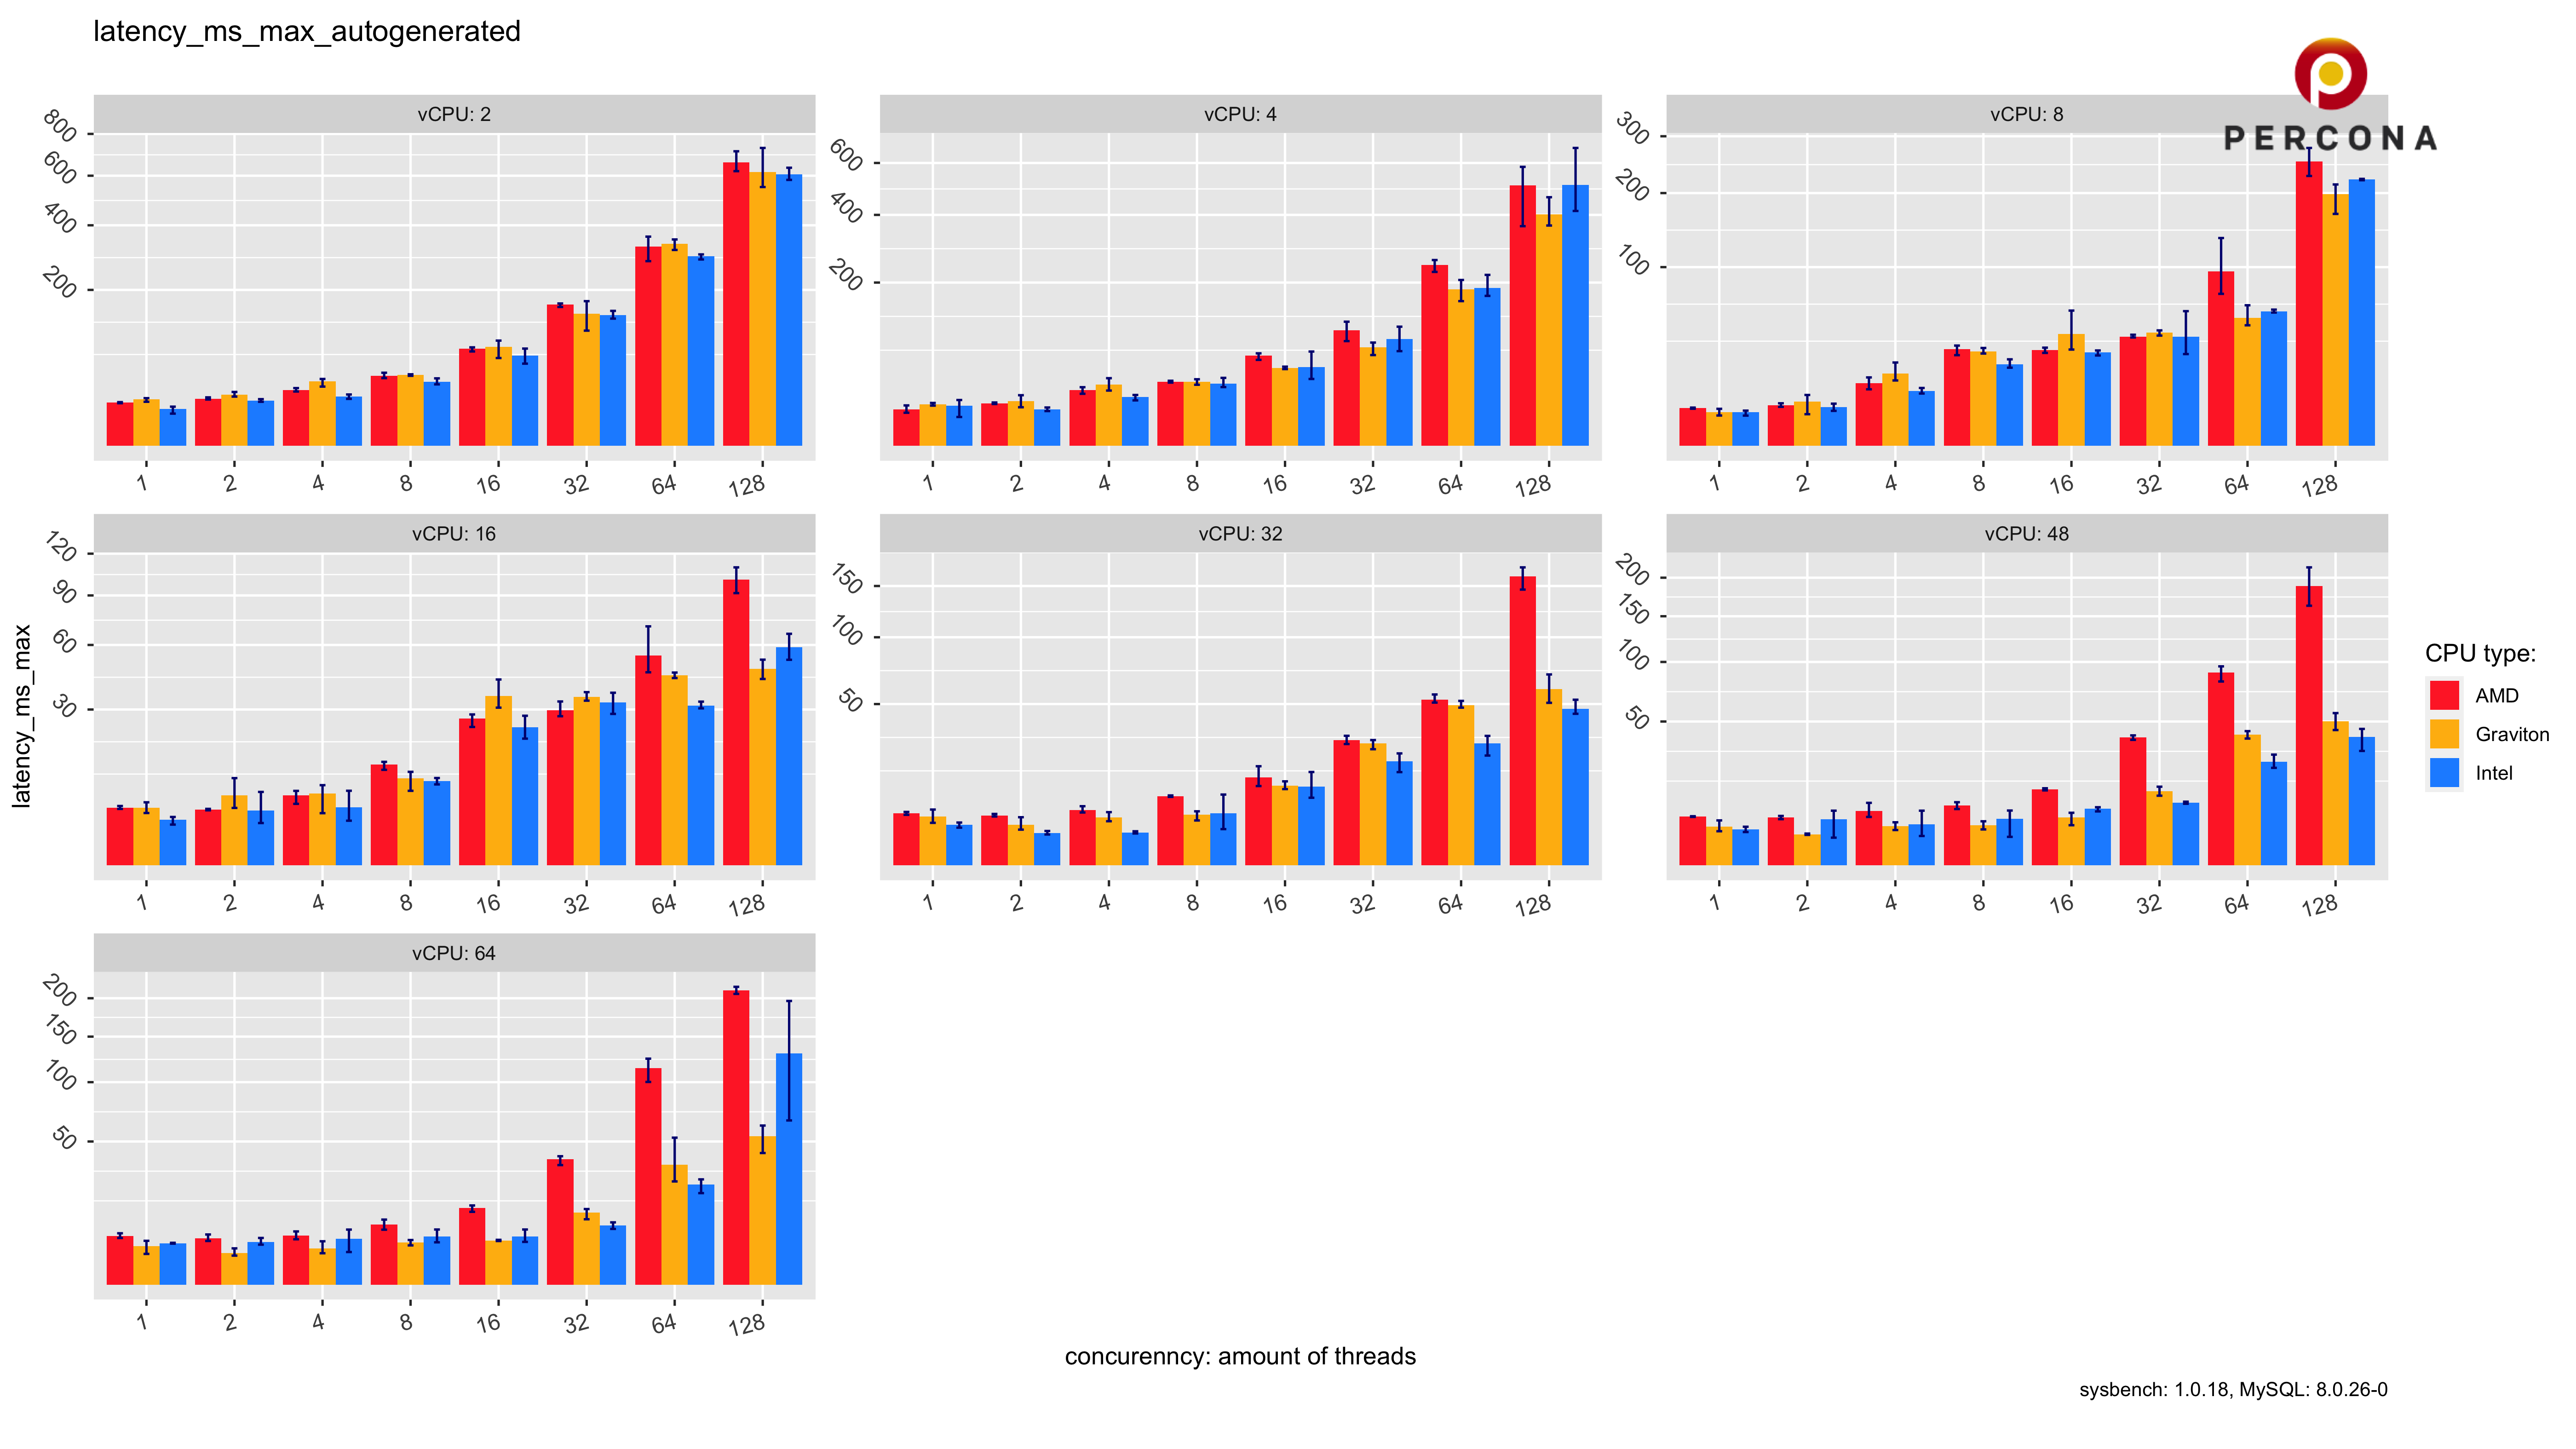 latency_ms_max_autogenerated
PERCONA
vCPU: 2
800
600
400
200
1 2 4 8 16 32 64 128
vCPU: 4
600
400
200
1 2 4 8 16 32 64 128
vCPU: 8
300
200
100
1 2 4 8 16 32 64 128
latency_ms_max
vCPU: 16
120
90
60
30
1 2 4 8 16 32 64 128
vCPU: 32
150
100
50
1 2 4 8 16 32 64 128
vCPU: 48
200
150
100
50
1 2 4 8 16 32 64 128
CPU type:
AMD
Graviton
Intel
vCPU: 64
200
150
100
50
1 2 4 8 16 32 64 128
concurenncy: amount of threads
sysbench: 1.0.18, MySQL: 8.0.26-0